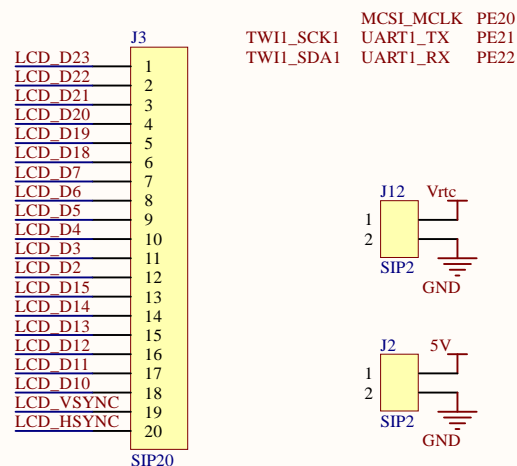 MCSI_MCLK PE20
TWI1_SCK1 UART1_TX PE21
TWI1_SDA1 UART1_RX PE22
J3
LCD_D23 1
LCD_D22 2
LCD_D21 3
LCD_D20 4
LCD_D19 5
LCD_D18 6
LCD_D7 7
LCD_D6 8
LCD_D5 9
LCD_D4 10
LCD_D3 11
LCD_D2 12
LCD_D15 13
LCD_D14 14
LCD_D13 15
LCD_D12 16
LCD_D11 17
LCD_D10 18
LCD_VSYNC 19
LCD_HSYNC 20
SIP20
J12
Vrtc
1
2
SIP2
GND
J2
5V
1
2
SIP2
GND